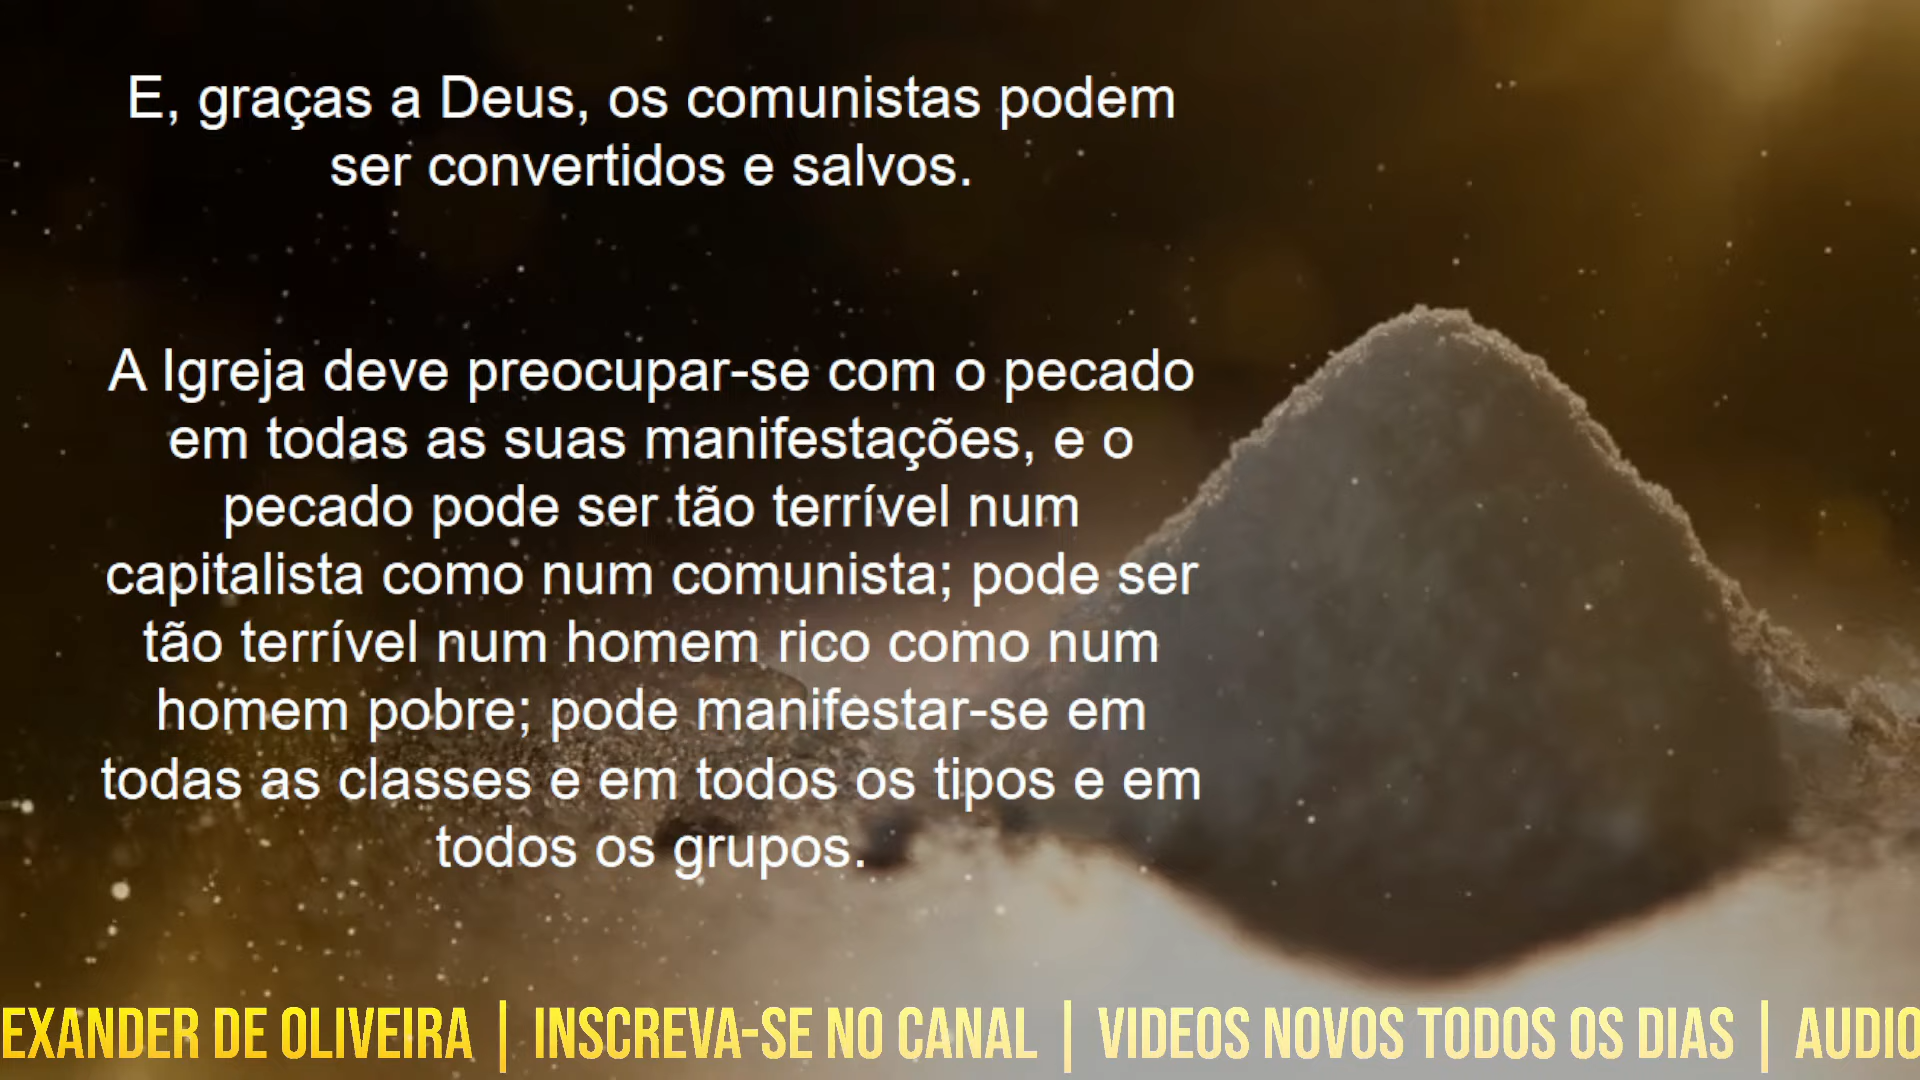 E, graças a Deus, os comunistas podem
ser convertidos e salvos.
A Igreja deve preocupar-se com o pecado
em todas as suas manifestações, e o
pecado pode ser tão terrível num
capitalista como num comunista; pode ser
tão terrível num homem rico como num
homem pobre; pode manifestar-se em
todas as classes e em todos os tipos e em
todos os grupos.
EXANDER DE OLIVEIRA | INSCREVA-SE NO CANAL | VIDEOS NOVOS TODOS OS DIAS | AUDIO